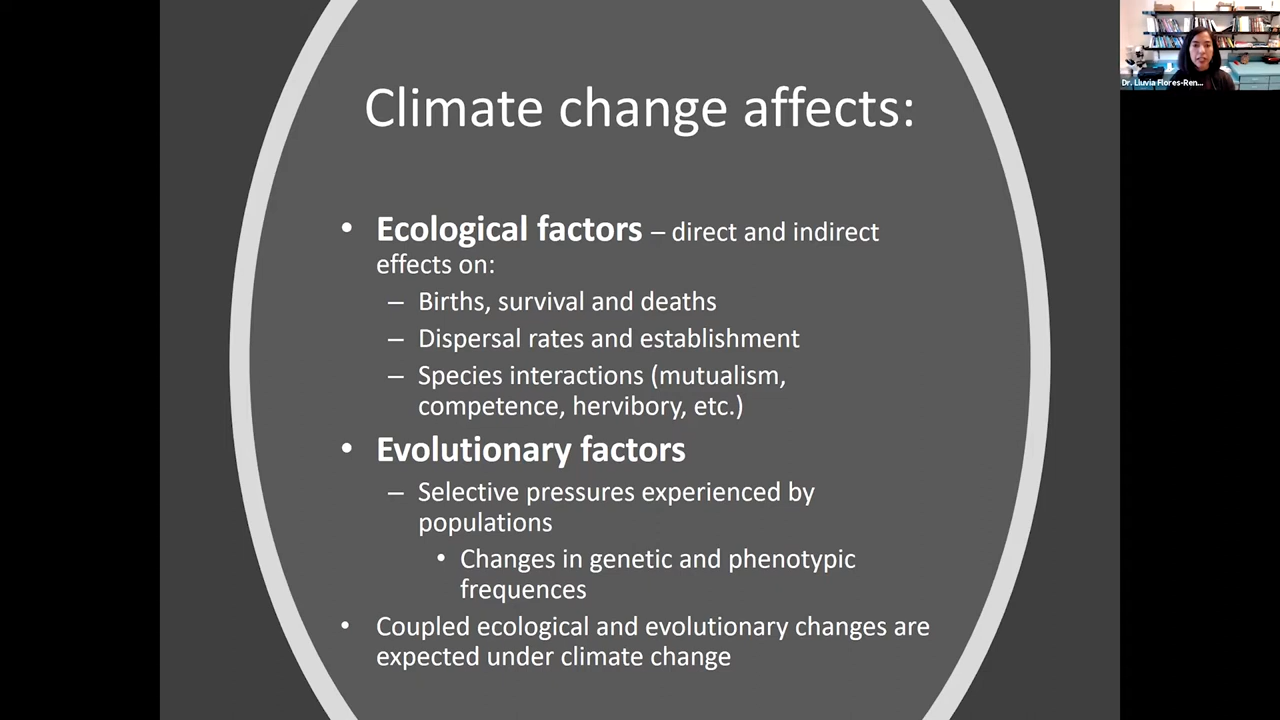 Climate change affects:
• Ecological factors – direct and indirect
effects on:
– Births, survival and deaths
– Dispersal rates and establishment
– Species interactions (mutualism,
competence, hervibory, etc.)
• Evolutionary factors
– Selective pressures experienced by
populations
• Changes in genetic and phenotypic
frequences
• Coupled ecological and evolutionary changes are
expected under climate change
Dr. Lluvia Flores-Ren...